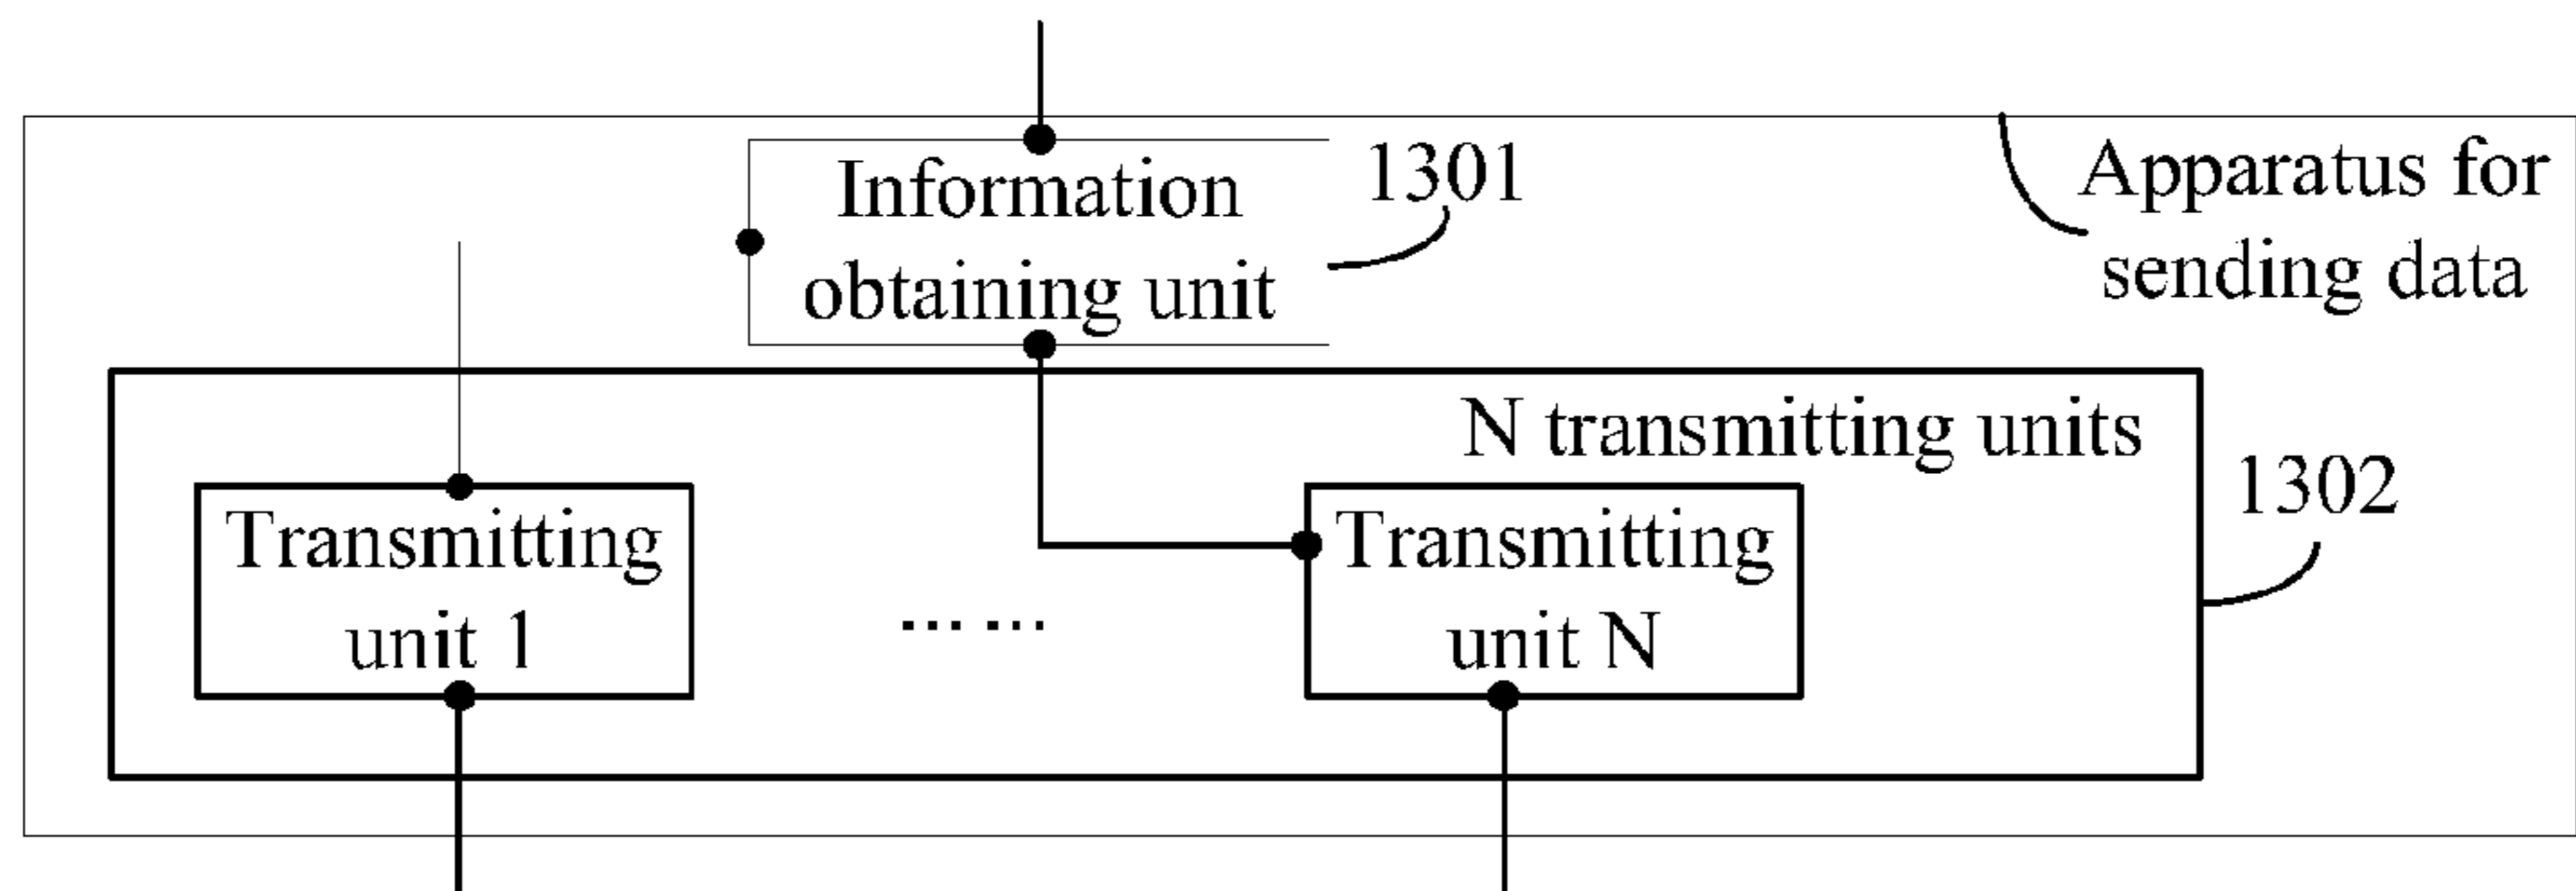 Information
obtaining unit
1301
Apparatus for
sending data
N transmitting units
1302
Transmitting
unit 1
... ...
Transmitting
unit N